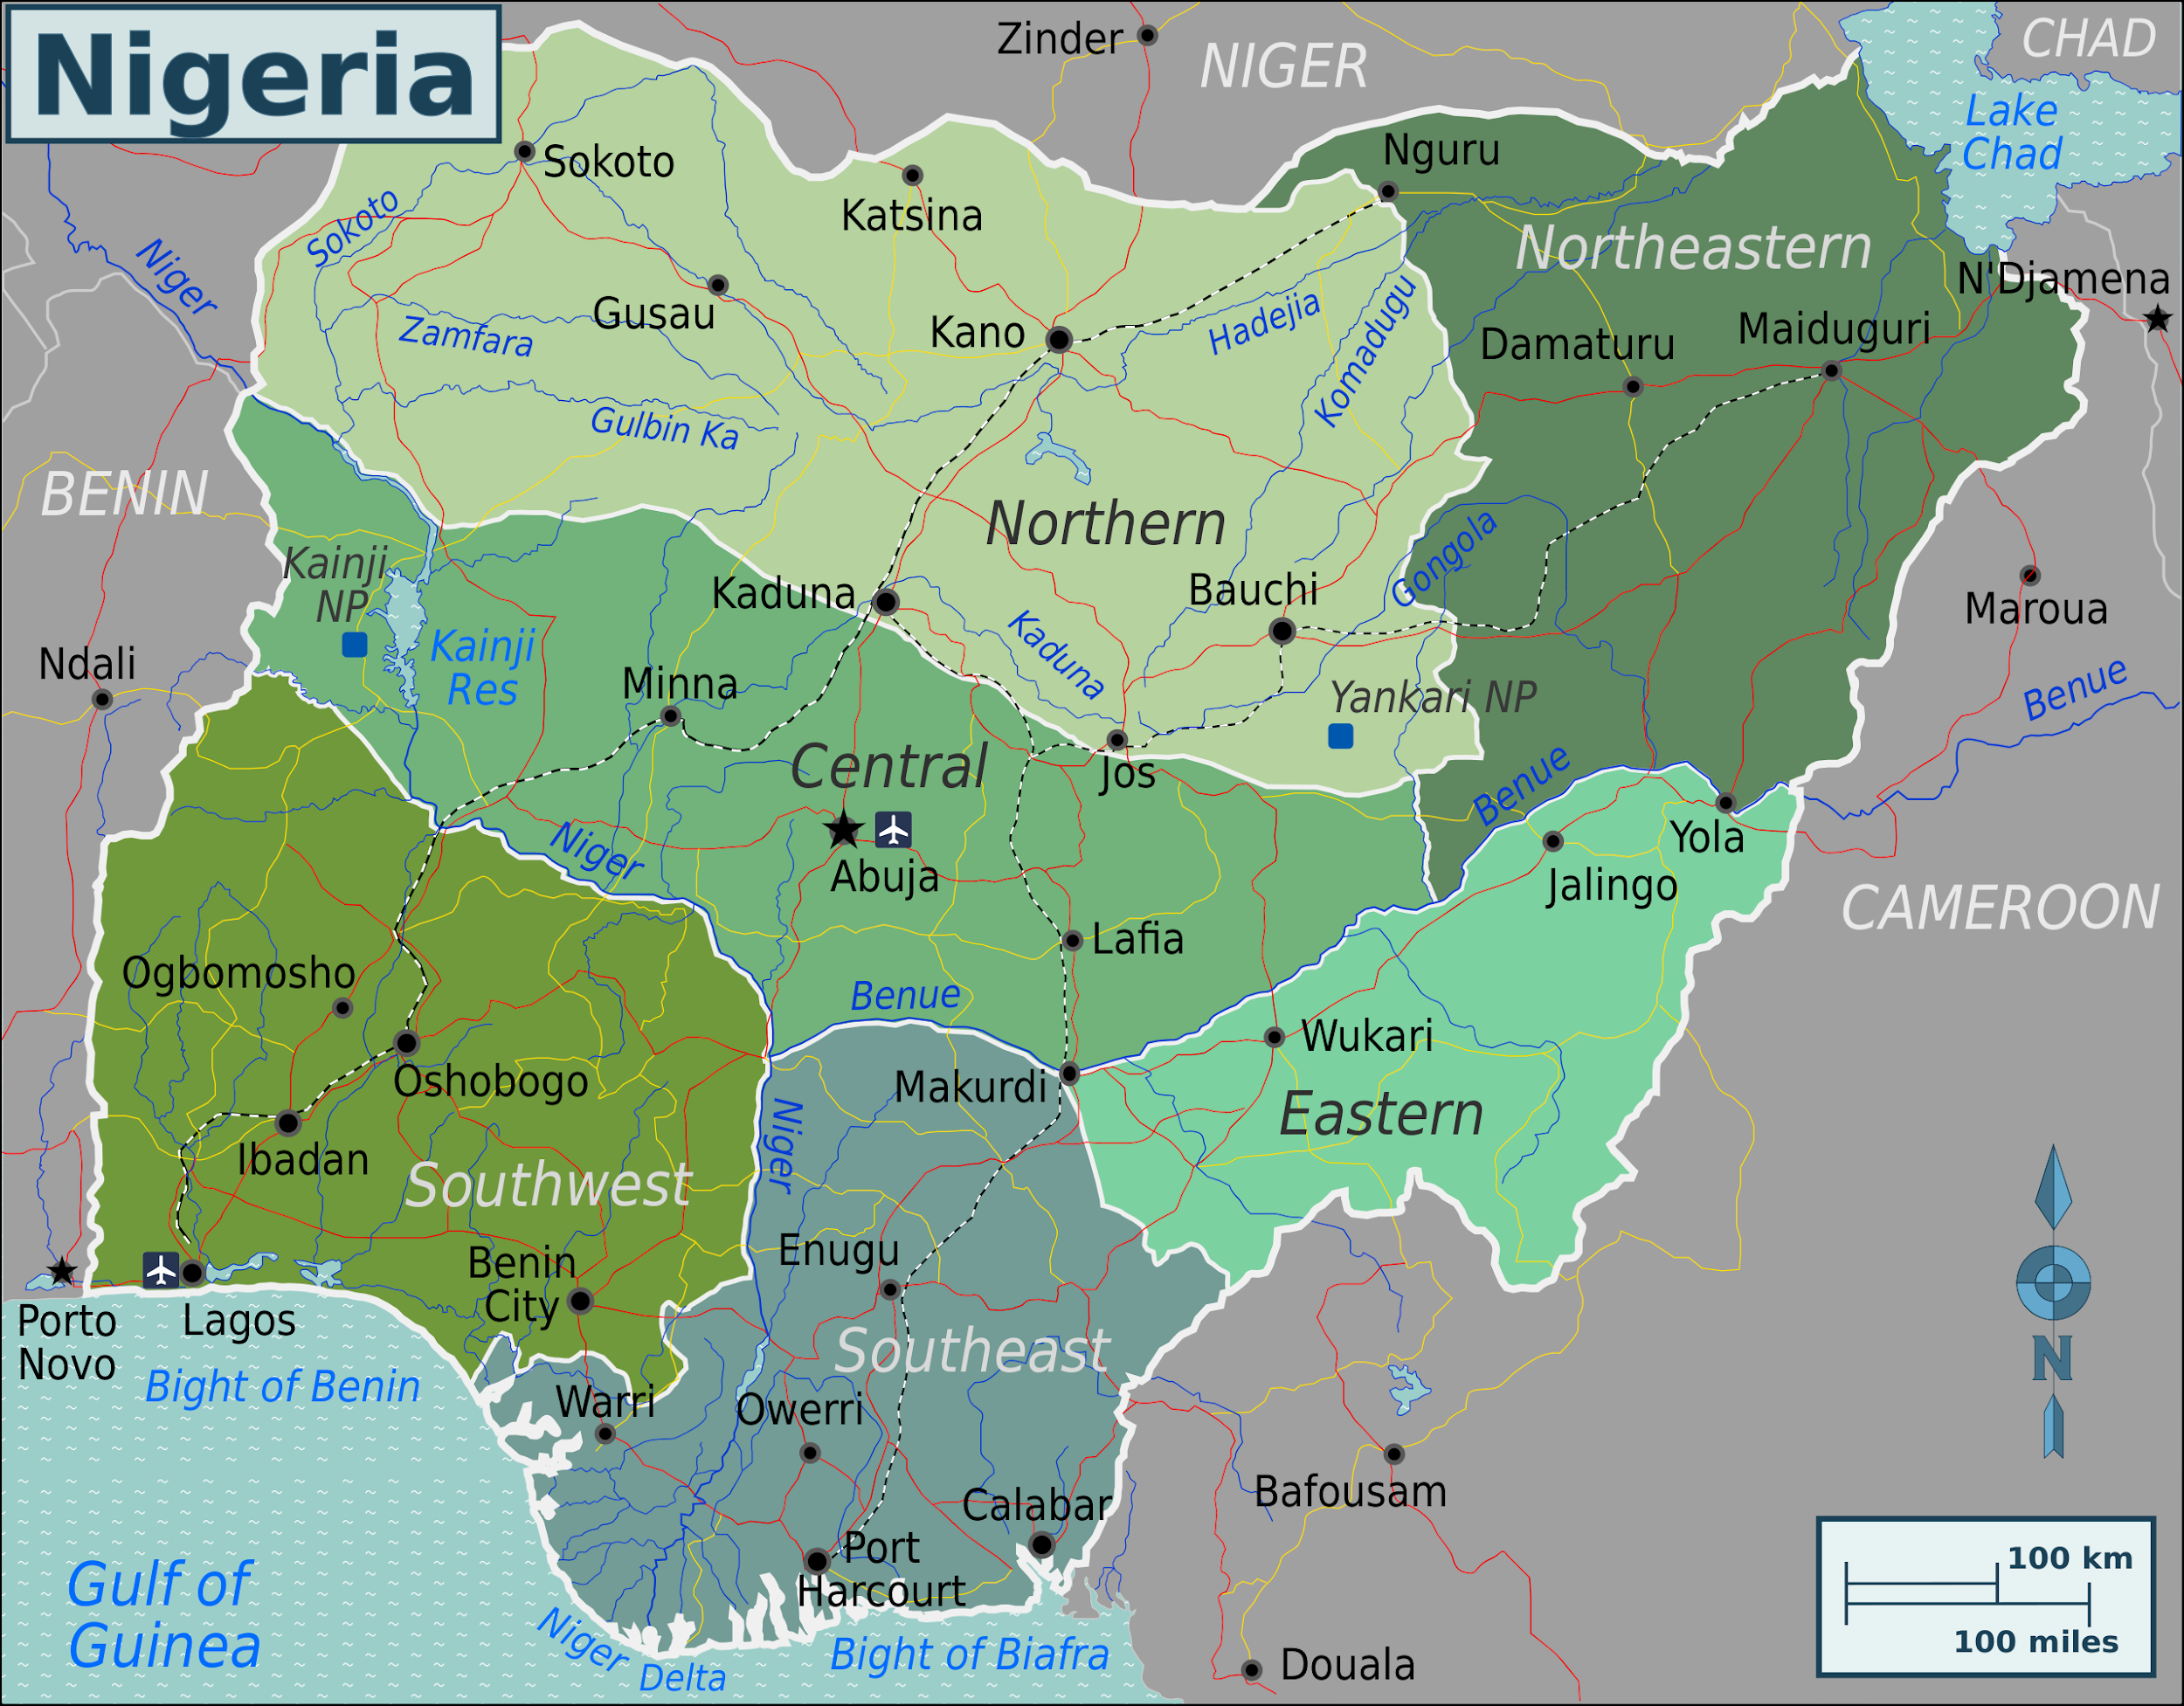 Nigeria
Zinder
NIGER
CHAD
Lake
Chad
Sokoto
Katsina
Nguru
Northeastern
Sokoto
Niger
N'Djamena
Gusau
Zamfara
Kano
Hadejia
Komadugu
Damaturu
Maiduguri
Gulbin Ka
BENIN
Northern
Gongola
Kainji
NP
Kaduna
Bauchi
Maroua
Kainji
Res
Kaduna
Ndali
Minna
Yankari NP
Benue
Central
Jos
Benue
Niger
Abuja
Yola
Jalingo
CAMEROON
Lafia
Ogbomosho
Benue
Wukari
Oshobogo
Makurdi
Eastern
Niger
Ibadan
Southwest
Enugu
Benin
City
Porto
Novo
Lagos
Southeast
N
Bight of Benin
Warri
Owerri
Bafousam
Calabar
Port
Harcourt
Gulf of
Guinea
Niger
Delta
Bight of Biafra
Douala
100 km
100 miles